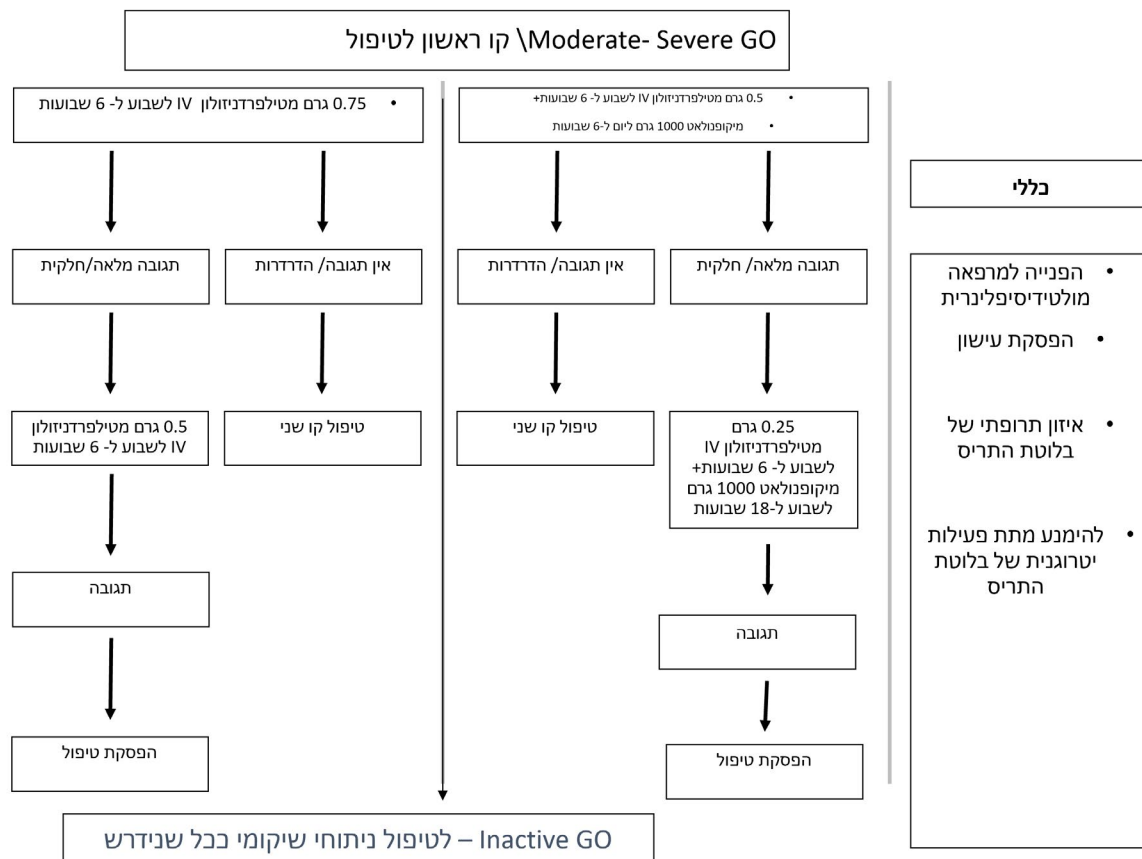 Moderate- Severe GO\ קו ראשון לטיפול
• 0.5 גרם מטילפרדניזולון IV לשבוע ל- 6 שבועות+
• מיקופנולאט 1000 גרם ליום ל-6 שבועות
• 0.75 גרם מטילפרדניזולון IV לשבוע ל- 6 שבועות
כללי
• הפנייה למרפאה
מולטידיסיפלינרית
• הפסקת עישון
• איזון תרופתי של
בלוטת התריס
• להימנע מתת פעילות
יטרוגנית של בלוטת
התריס
תגובה מלאה/ חלקית
אין תגובה/ הדרדרות
אין תגובה/ הדרדרות
תגובה מלאה/חלקית
0.25 גרם
מטילפרדניזולון IV
לשבוע ל- 6 שבועות+
מיקופנולאט 1000 גרם
לשבוע ל-18 שבועות
טיפול קו שני
טיפול קו שני
0.5 גרם מטילפרדניזולון
IV לשבוע ל- 6 שבועות
תגובה
תגובה
הפסקת טיפול
הפסקת טיפול
Inactive GO – לטיפול ניתוחי שיקומי ככל שנידרש